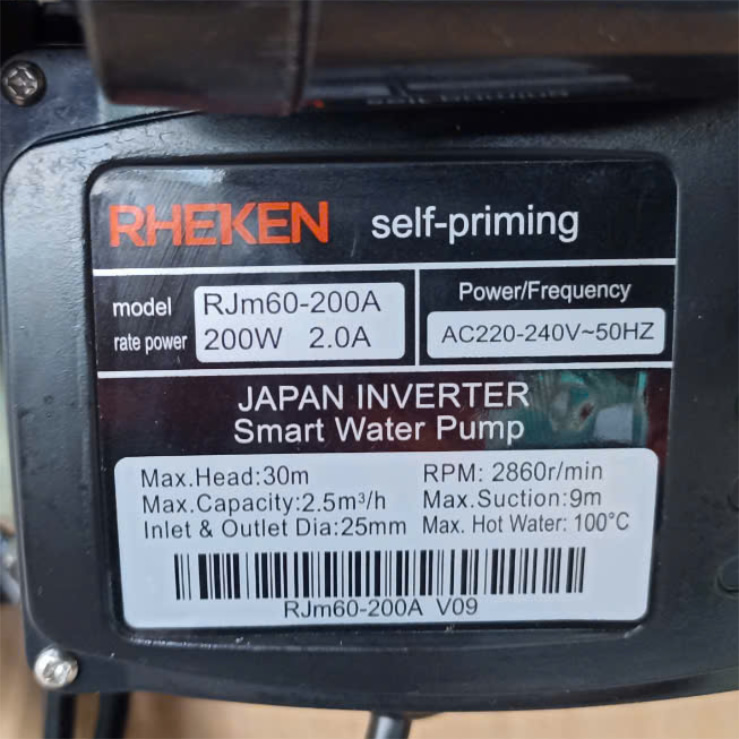 RHEKEN self-priming
model RJm60-200A
rate power 200W 2.0A
Power/Frequency
AC220-240V~50HZ
JAPAN INVERTER
Smart Water Pump
Max.Head:30m RPM: 2860r/min
Max.Capacity:2.5m³/h Max.Suction:9m
Inlet & Outlet Dia:25mm Max. Hot Water: 100°C
RJm60-200A V09